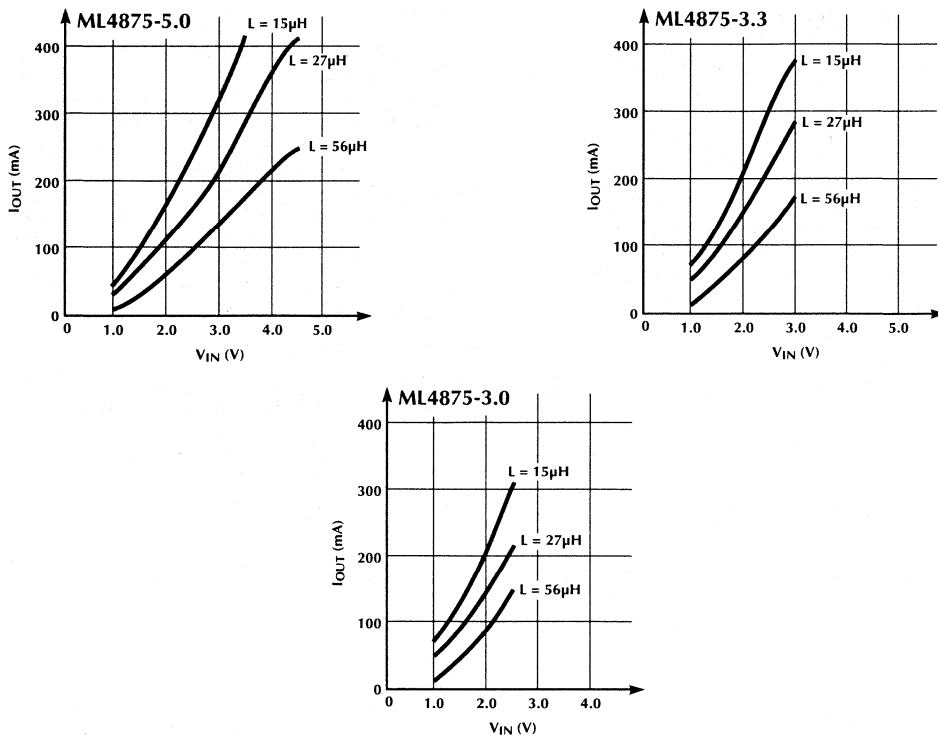 ML4875-5.0
L = 15µH
L = 27µH
L = 56µH
400
300
200
100
0
0 1.0 2.0 3.0 4.0 5.0
IOUT (mA)
VIN (V)
ML4875-3.3
L = 15µH
L = 27µH
L = 56µH
400
300
200
100
0
0 1.0 2.0 3.0 4.0 5.0
IOUT (mA)
VIN (V)
ML4875-3.0
L = 15µH
L = 27µH
L = 56µH
400
300
200
100
0
0 1.0 2.0 3.0 4.0
IOUT (mA)
VIN (V)